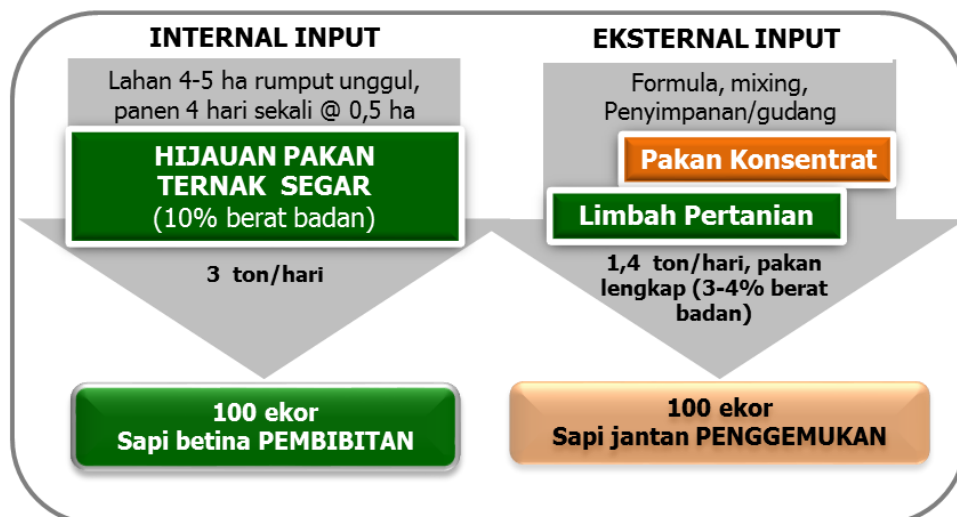 INTERNAL INPUT
Lahan 4-5 ha rumput unggul,
panen 4 hari sekali @ 0,5 ha
HIJAUAN PAKAN
TERNAK SEGAR
(10% berat badan)
3 ton/hari
100 ekor
Sapi betina PEMBIBITAN
EKSTERNAL INPUT
Formula, mixing,
Penyimpanan/gudang
Pakan Konsentrat
Limbah Pertanian
1,4 ton/hari, pakan
lengkap (3-4% berat
badan)
100 ekor
Sapi jantan PENGGEMUKAN